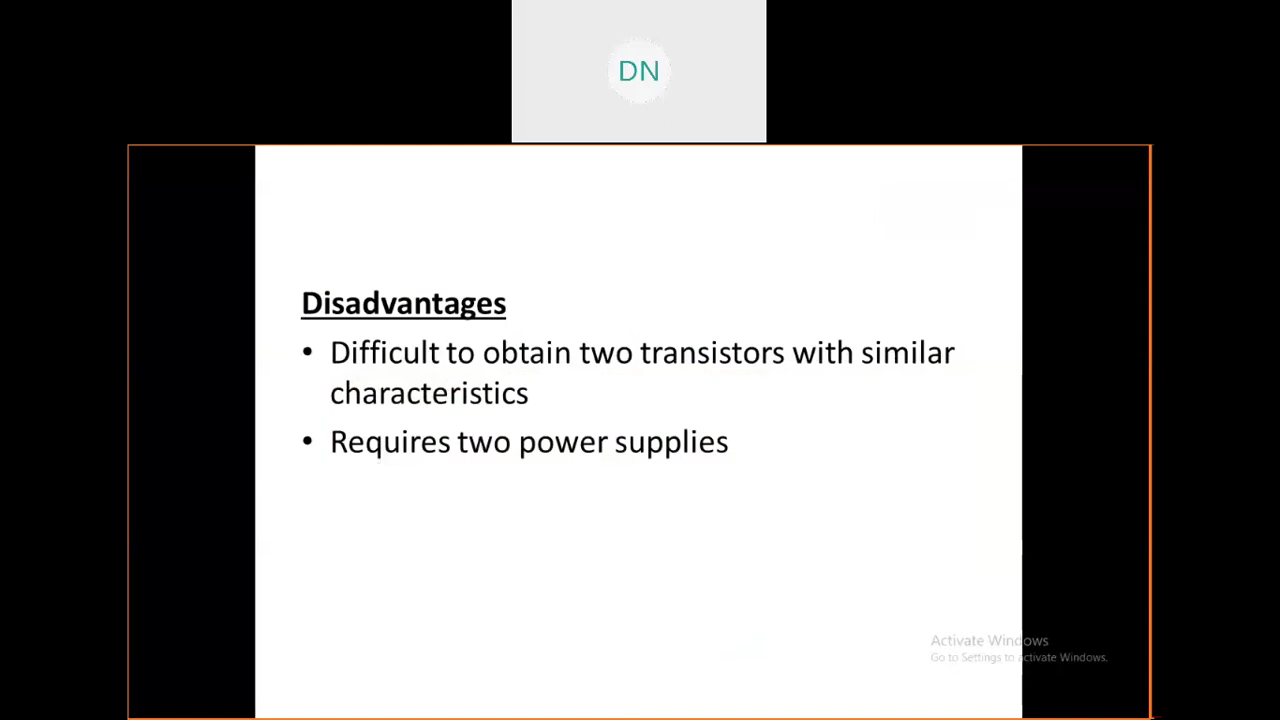 DN
Disadvantages
• Difficult to obtain two transistors with similar
characteristics
• Requires two power supplies
Activate Windows
Go to Settings to activate Windows.